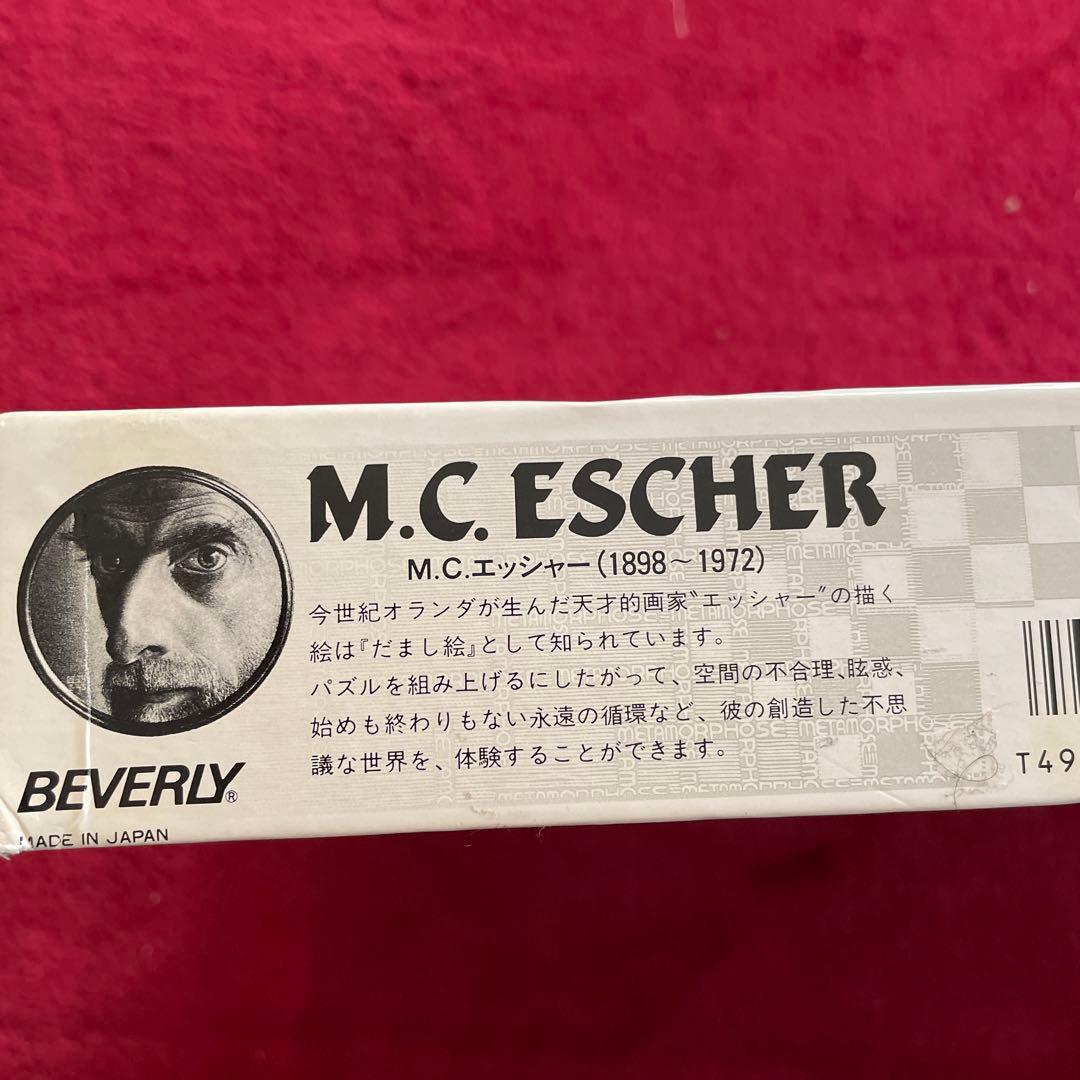 M.C. ESCHER
M.C.エッシャー(1898〜1972)
今世紀オランダが生んだ天才的画家〝エッシャー〟の描く
絵は『だまし絵』として知られています。
パズルを組み上げるにしたがって、空間の不合理、眩惑、
始めも終わりもない永遠の循環など、彼の創造した不思
議な世界を、体験することができます。
BEVERLY®
MADE IN JAPAN
T49
METAMORPHOSE